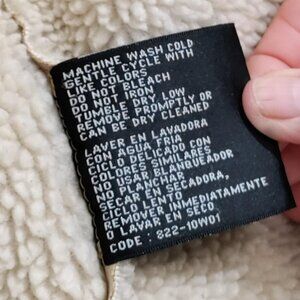 MACHINE WASH COLD
GENTLE CYCLE WITH
LIKE COLORS
DO NOT BLEACH
DO NOT IRON
TUMBLE DRY LOW
REMOVE PROMPTLY OR
CAN BE DRY CLEANED
LAVER EN LAVADORA
CON AGUA FRIA
CICLO DELICADO CON
COLORES SIMILARES
NO USAR BLANQUEADOR
NO PLANCHAR
SECAR EN SECADORA,
CICLO LENTO
REMOVER INMEDIATAMENTE
O LAVAR EN SECO
CODE: 822-10W01